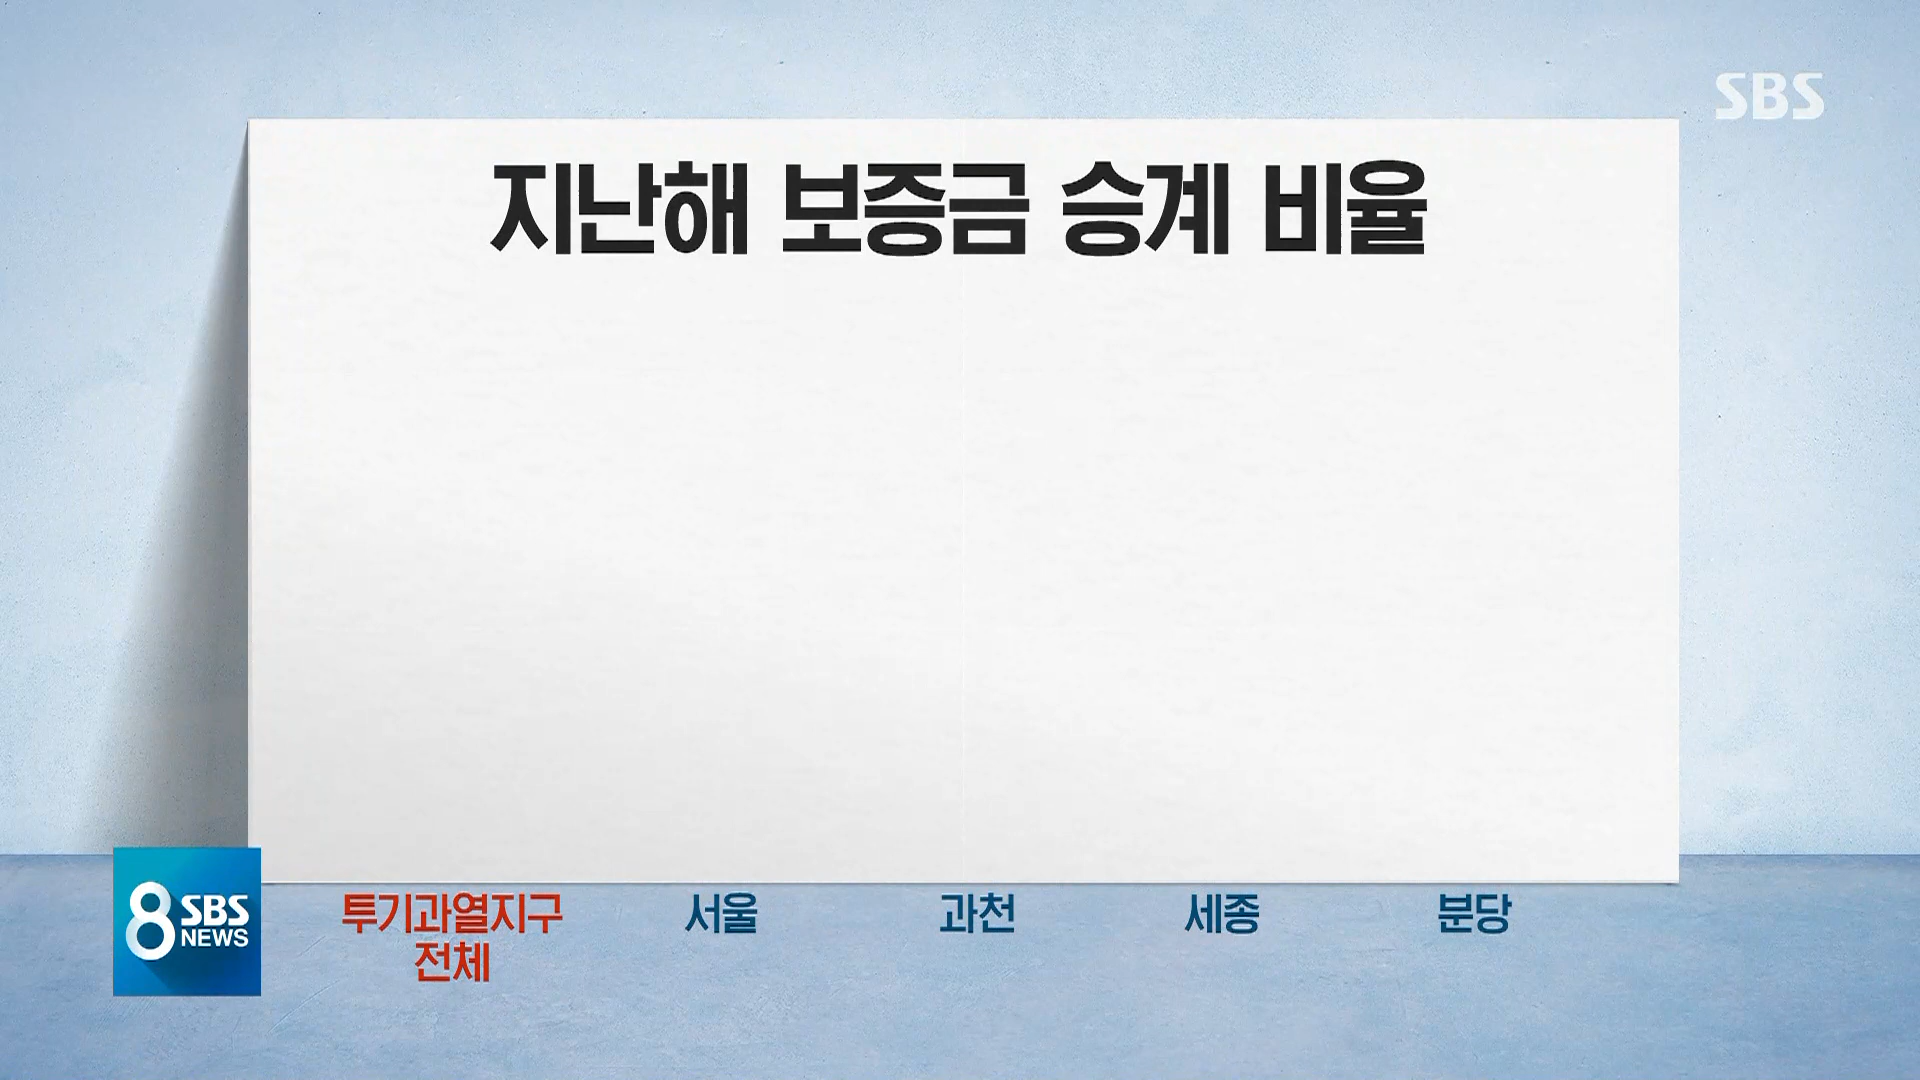 SBS
지난해 보증금 승계 비율
투기과열지구
전체
서울
과천
세종
분당
8 SBS
NEWS